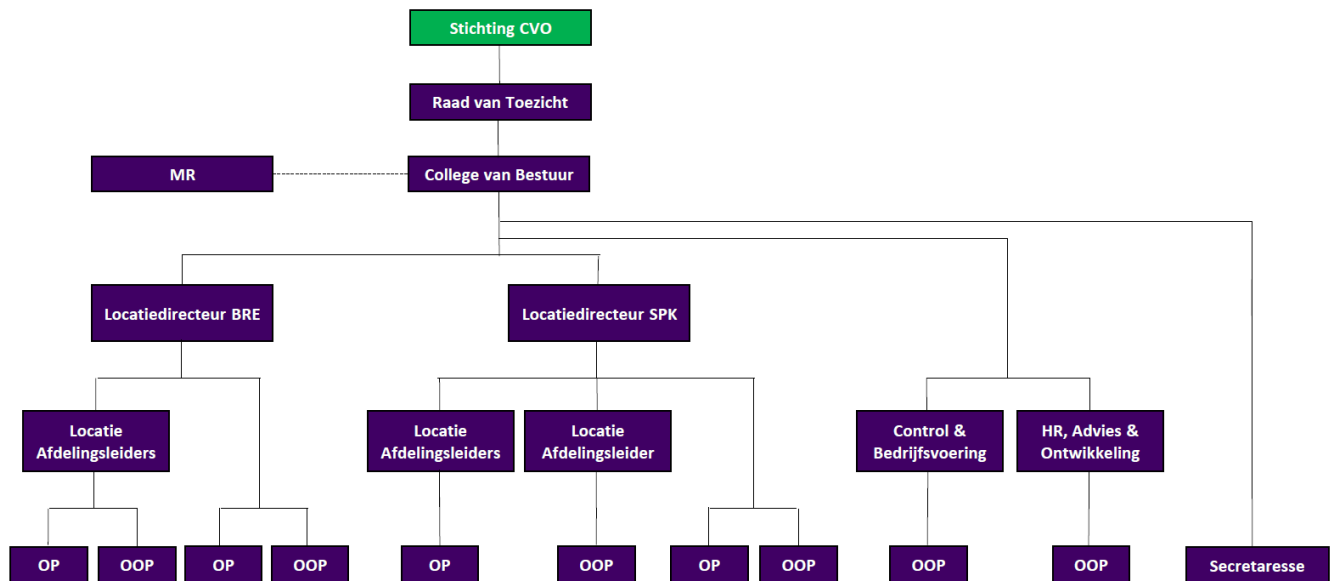 Stichting CVO
Raad van Toezicht
MR
College van Bestuur
Locatiedirecteur BRE
Locatiedirecteur SPK
Locatie
Afdelingsleiders
Locatie
Afdelingsleiders
Locatie
Afdelingsleider
Control &
Bedrijfsvoering
HR, Advies &
Ontwikkeling
OP
OOP
OP
OOP
OP
OOP
OP
OOP
OOP
OOP
Secretaresse